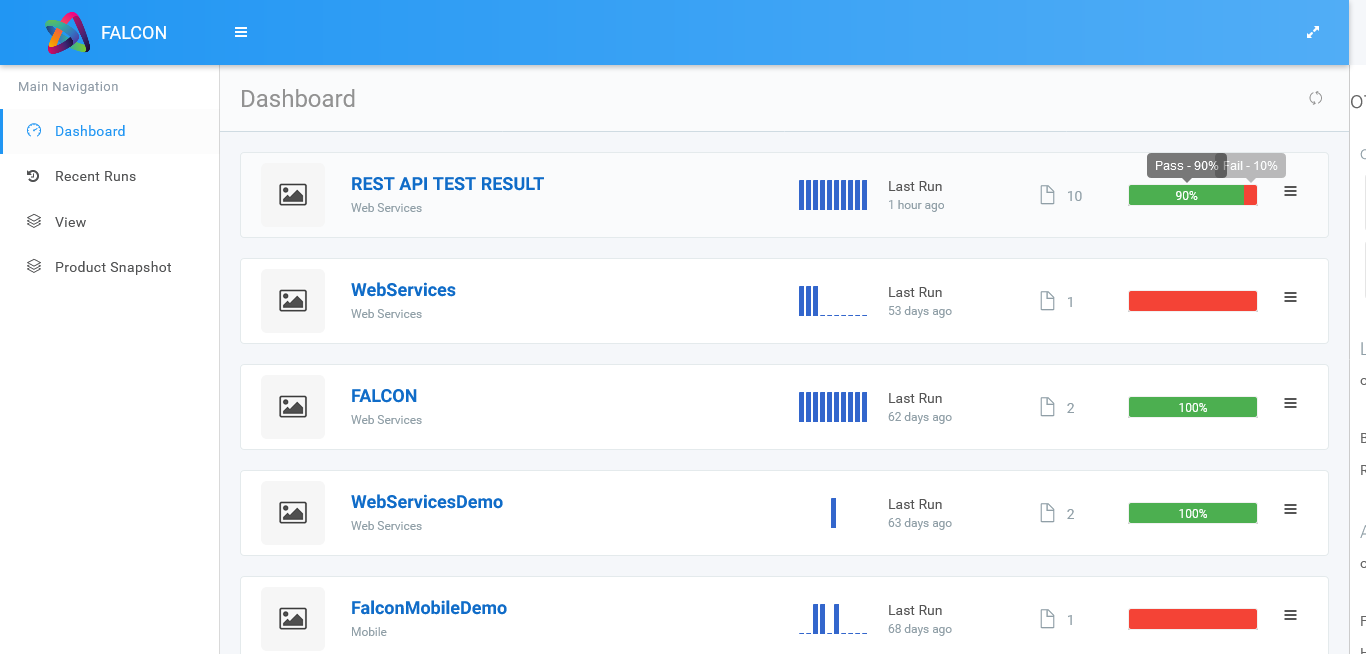 FALCON
Main Navigation
Dashboard
Recent Runs
View
Product Snapshot
Dashboard
REST API TEST RESULT
Web Services
Last Run
1 hour ago
10
Pass - 90%
Fail - 10%
90%
WebServices
Web Services
Last Run
53 days ago
1
FALCON
Web Services
Last Run
62 days ago
2
100%
WebServicesDemo
Web Services
Last Run
63 days ago
2
100%
FalconMobileDemo
Mobile
Last Run
68 days ago
1